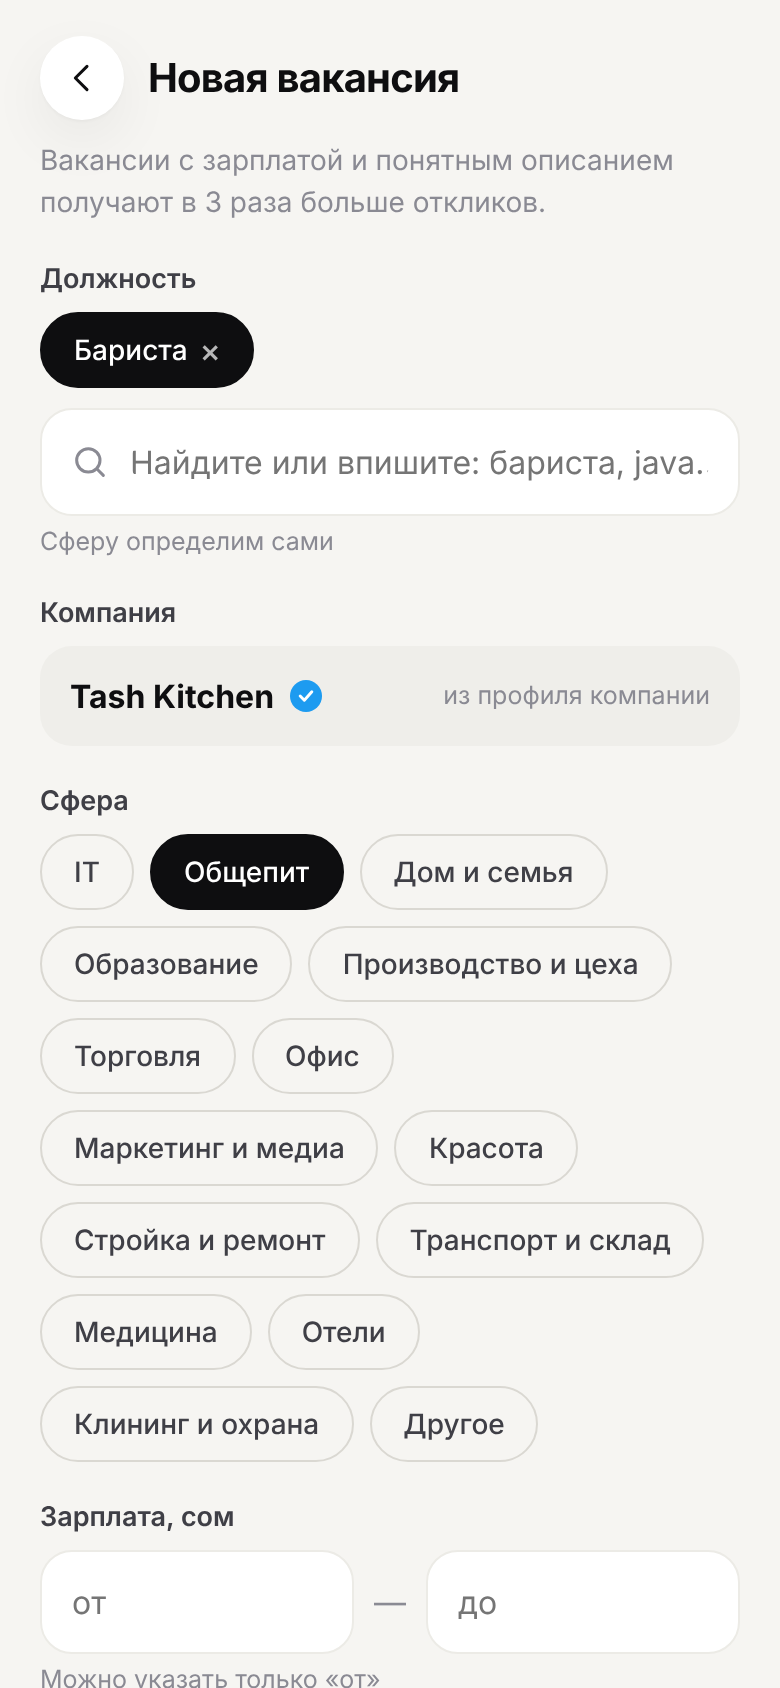 Новая вакансия
Вакансии с зарплатой и понятным описанием
получают в 3 раза больше откликов.
Должность
Бариста ×
Найдите или впишите: бариста, java..
Сферу определим сами
Компания
Tash Kitchen из профиля компании
Сфера
IT Общепит Дом и семья
Образование Производство и цеха
Торговля Офис
Маркетинг и медиа Красота
Стройка и ремонт Транспорт и склад
Медицина Отели
Клининг и охрана Другое
Зарплата, сом
от — до
Можно указать только «от»